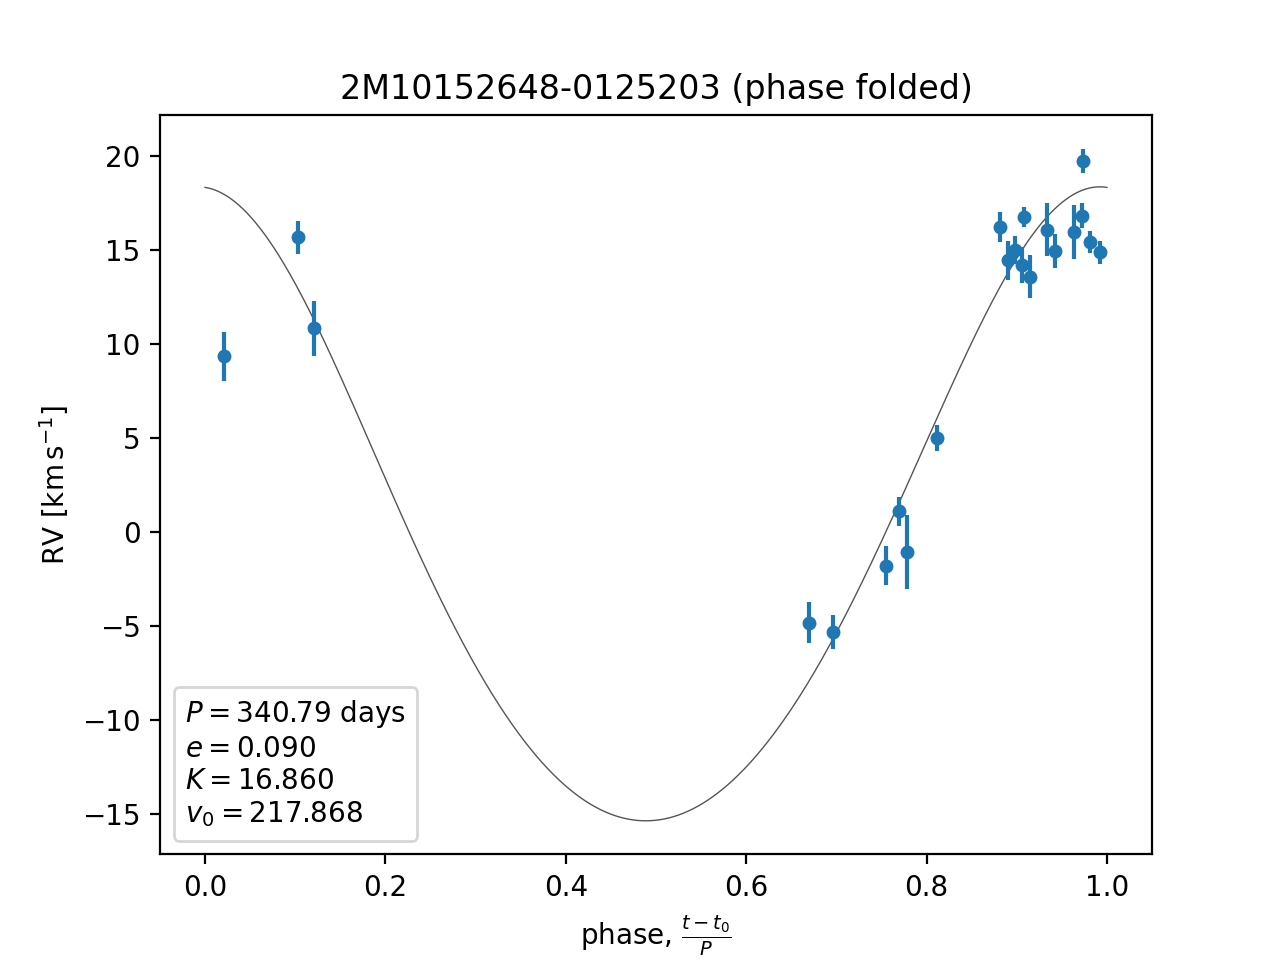 2M10152648-0125203 (phase folded)
20
15
10
5
0
−5
−10
−15
RV [km s⁻¹]
P = 340.79 days
e = 0.090
K = 16.860
v₀ = 217.868
0.0 0.2 0.4 0.6 0.8 1.0
phase, (t − t₀)/P